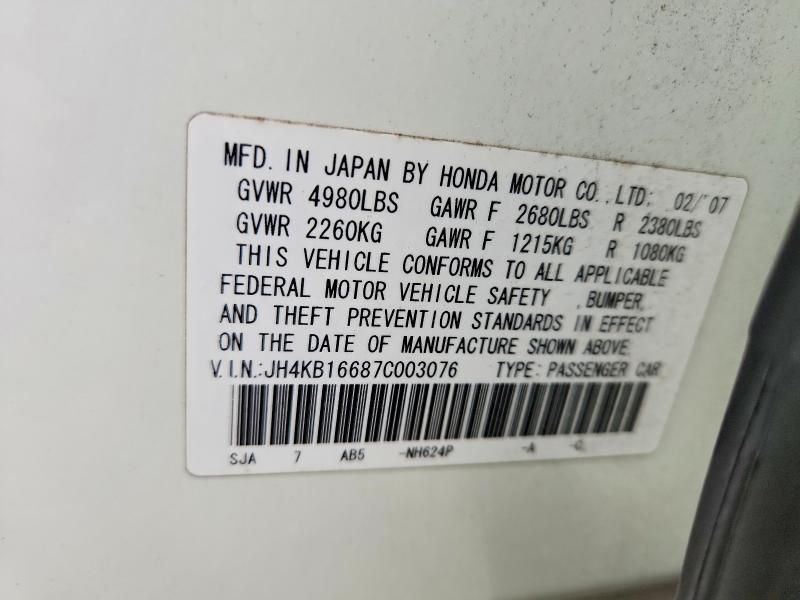 MFD. IN JAPAN BY HONDA MOTOR CO., LTD; 02/'07
GVWR 4980LBS GAWR F 2680LBS R 2380LBS
GVWR 2260KG GAWR F 1215KG R 1080KG
THIS VEHICLE CONFORMS TO ALL APPLICABLE
FEDERAL MOTOR VEHICLE SAFETY , BUMPER,
AND THEFT PREVENTION STANDARDS IN EFFECT
ON THE DATE OF MANUFACTURE SHOWN ABOVE.
V.I.N.:JH4KB16687C003076 TYPE: PASSENGER CAR
SJA 7 AB5 -NH624P -A -C